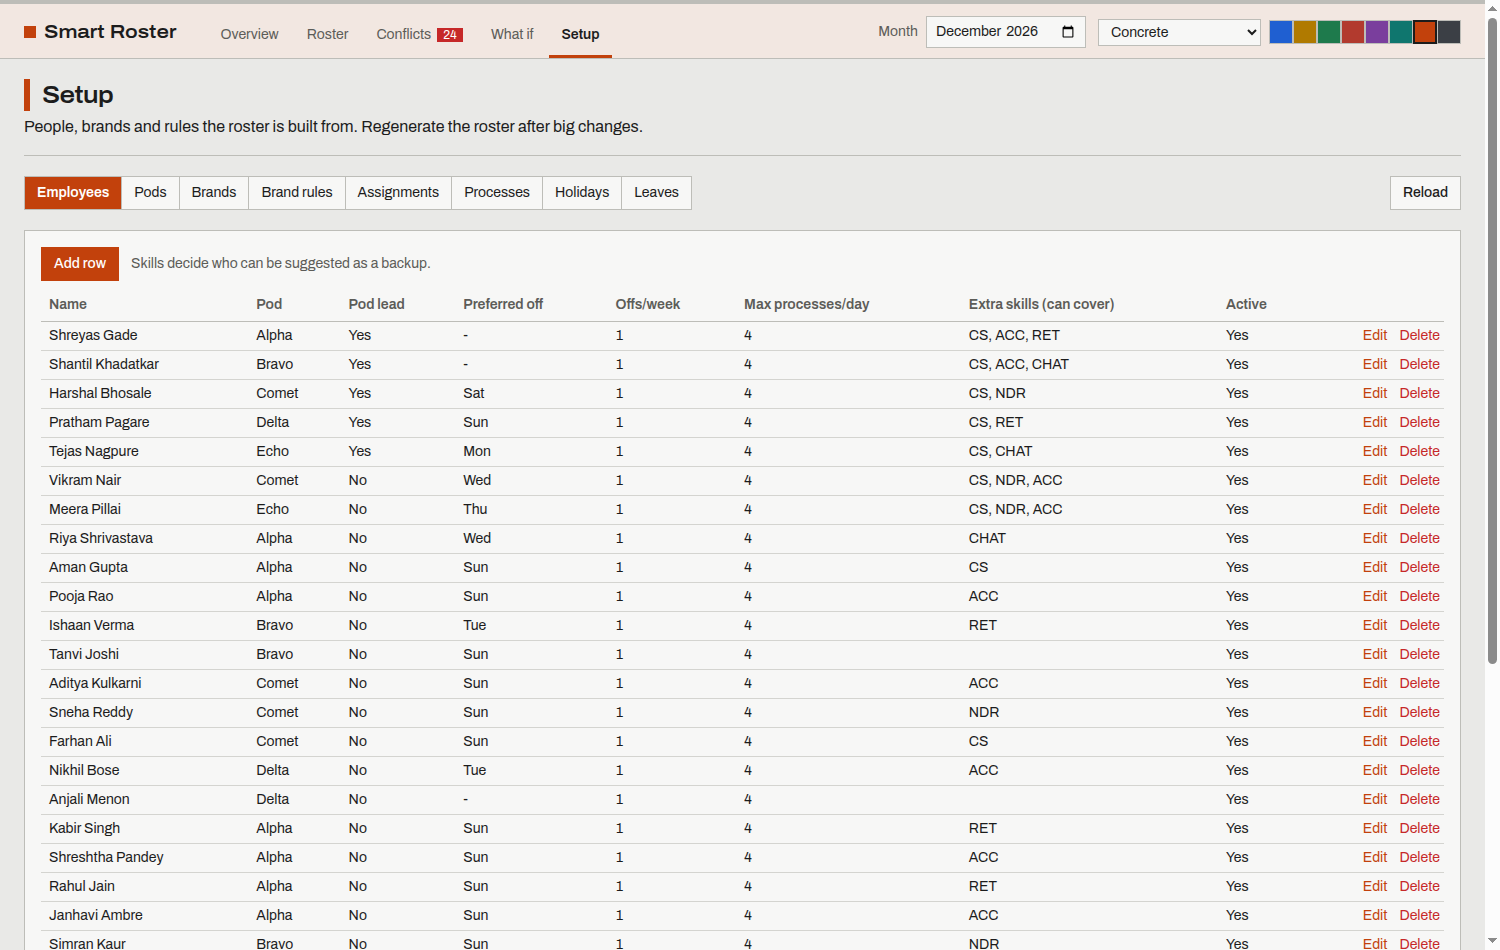 Smart Roster Overview Roster Conflicts 24 What if Setup Month December 2026 Concrete
Setup
People, brands and rules the roster is built from. Regenerate the roster after big changes.
Employees Pods Brands Brand rules Assignments Processes Holidays Leaves Reload
Add row Skills decide who can be suggested as a backup.
Name Pod Pod lead Preferred off Offs/week Max processes/day Extra skills (can cover) Active
Shreyas Gade Alpha Yes - 1 4 CS, ACC, RET Yes Edit Delete
Shantil Khadatkar Bravo Yes - 1 4 CS, ACC, CHAT Yes Edit Delete
Harshal Bhosale Comet Yes Sat 1 4 CS, NDR Yes Edit Delete
Pratham Pagare Delta Yes Sun 1 4 CS, RET Yes Edit Delete
Tejas Nagpure Echo Yes Mon 1 4 CS, CHAT Yes Edit Delete
Vikram Nair Comet No Wed 1 4 CS, NDR, ACC Yes Edit Delete
Meera Pillai Echo No Thu 1 4 CS, NDR, ACC Yes Edit Delete
Riya Shrivastava Alpha No Wed 1 4 CHAT Yes Edit Delete
Aman Gupta Alpha No Sun 1 4 CS Yes Edit Delete
Pooja Rao Alpha No Sun 1 4 ACC Yes Edit Delete
Ishaan Verma Bravo No Tue 1 4 RET Yes Edit Delete
Tanvi Joshi Bravo No Sun 1 4 Yes Edit Delete
Aditya Kulkarni Comet No Sun 1 4 ACC Yes Edit Delete
Sneha Reddy Comet No Sun 1 4 NDR Yes Edit Delete
Farhan Ali Comet No Sun 1 4 CS Yes Edit Delete
Nikhil Bose Delta No Tue 1 4 ACC Yes Edit Delete
Anjali Menon Delta No - 1 4 Yes Edit Delete
Kabir Singh Alpha No Sun 1 4 RET Yes Edit Delete
Shreshtha Pandey Alpha No Sun 1 4 ACC Yes Edit Delete
Rahul Jain Alpha No Sun 1 4 RET Yes Edit Delete
Janhavi Ambre Alpha No Sun 1 4 ACC Yes Edit Delete
Simran Kaur Bravo No Sun 1 4 NDR Yes Edit Delete